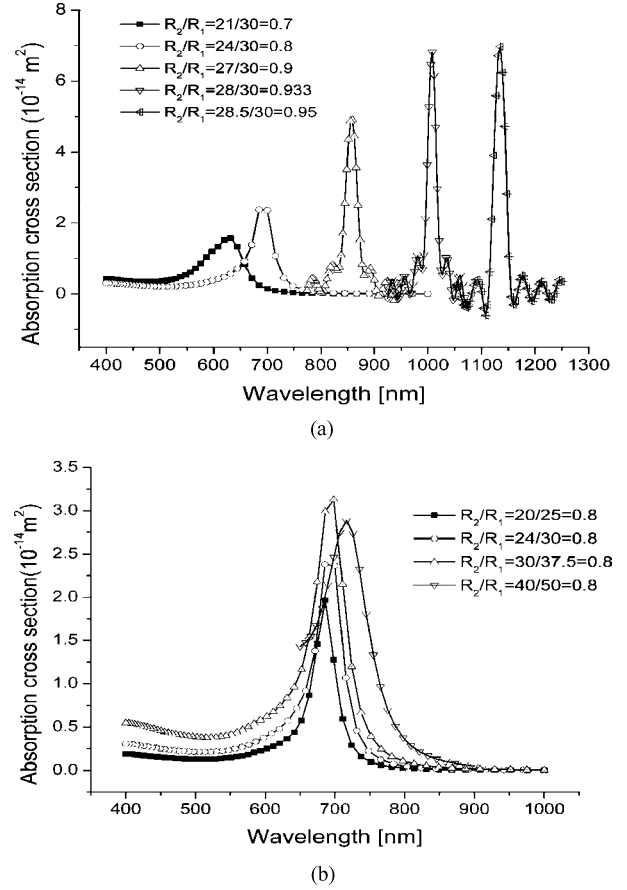 8
6
4
2
0
Absorption cross section (10⁻¹⁴ m²)
R₂/R₁=21/30=0.7
R₂/R₁=24/30=0.8
R₂/R₁=27/30=0.9
R₂/R₁=28/30=0.933
R₂/R₁=28.5/30=0.95
400 500 600 700 800 900 1000 1100 1200 1300
Wavelength [nm]
(a)
3.5
3.0
2.5
2.0
1.5
1.0
0.5
0.0
Absorption cross section(10⁻¹⁴m²)
R₂/R₁=20/25=0.8
R₂/R₁=24/30=0.8
R₂/R₁=30/37.5=0.8
R₂/R₁=40/50=0.8
400 500 600 700 800 900 1000
Wavelength [nm]
(b)